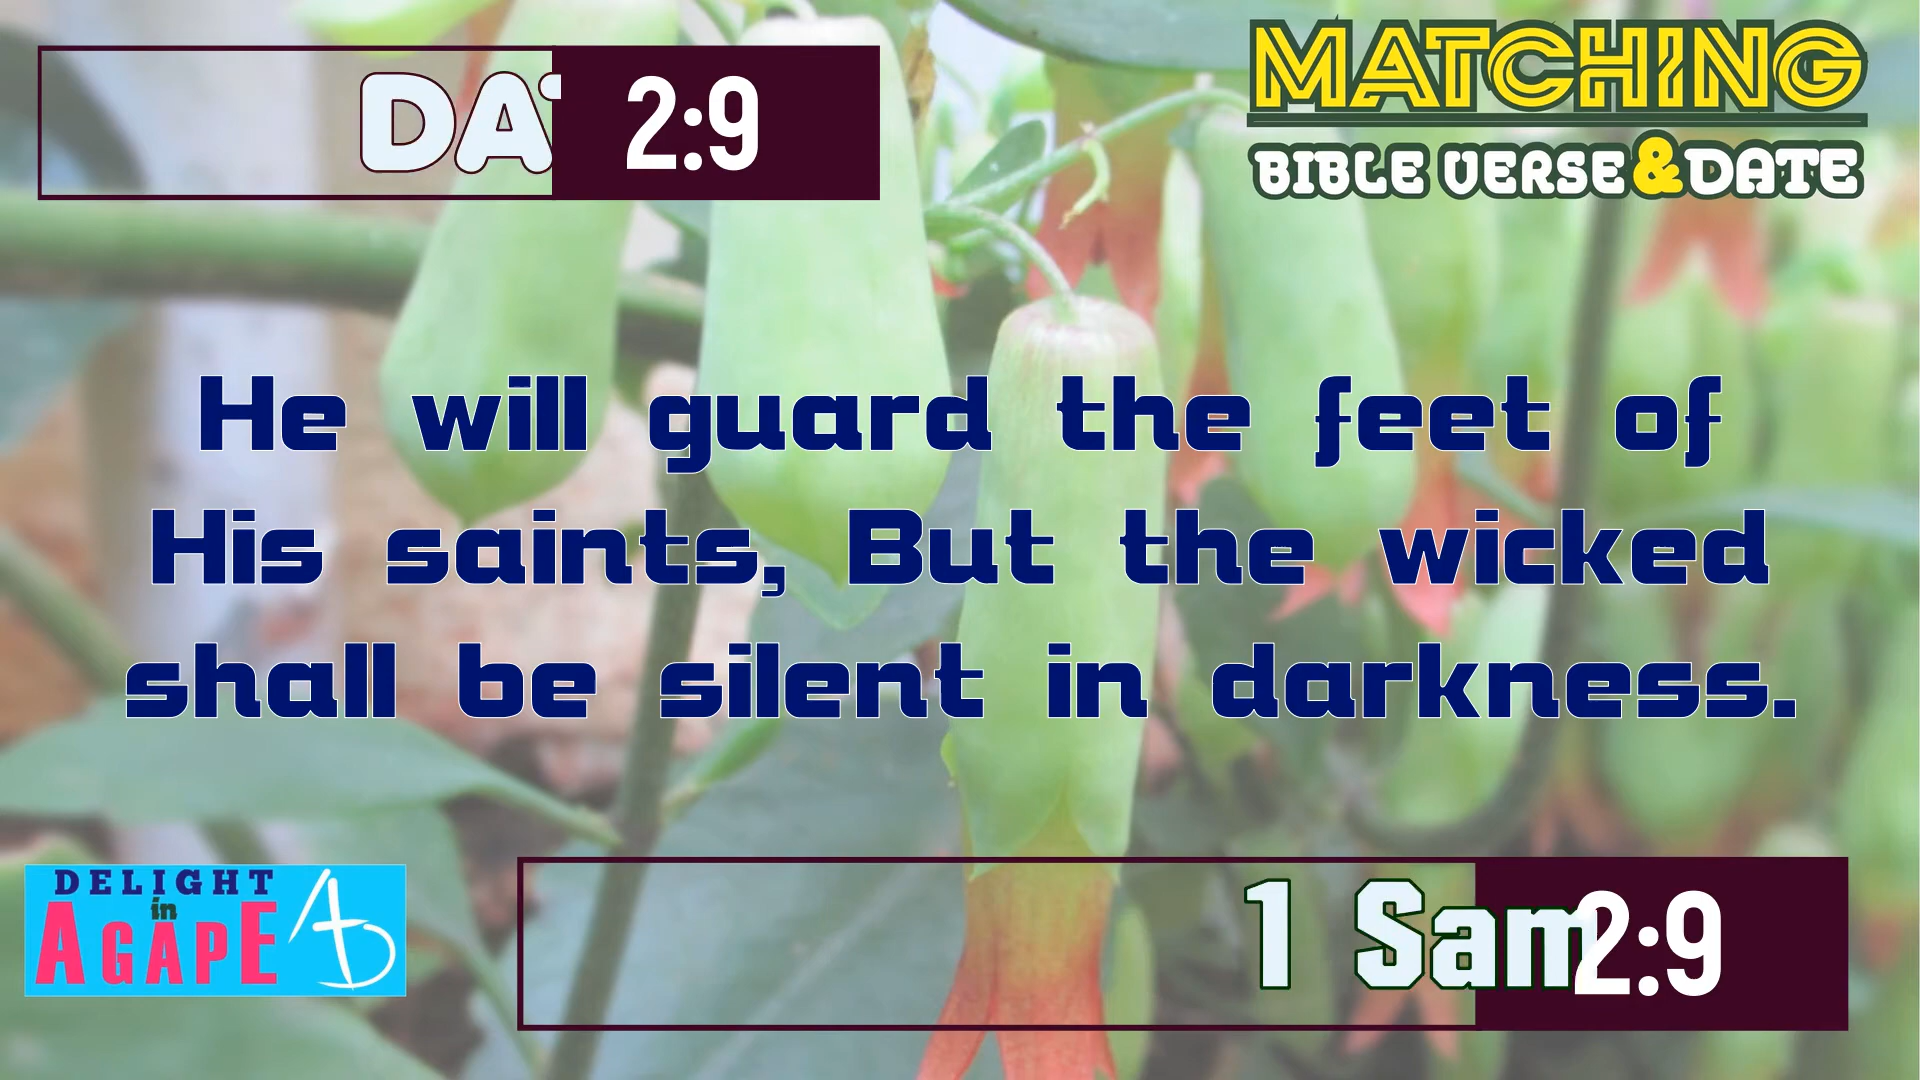 DA
2:9
MATCHING
BIBLE VERSE & DATE
He will guard the feet of
His saints, But the wicked
shall be silent in darkness.
DELIGHT
in
AGAPE
1 Sam 2:9